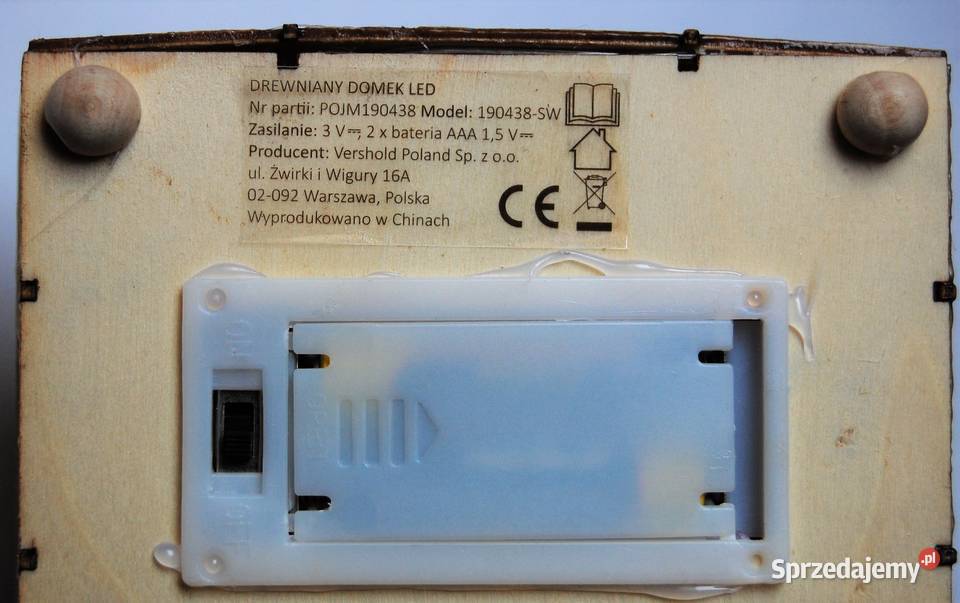 DREWNIANY DOMEK LED
Nr partii: POJM190438 Model: 190438-SW
Zasilanie: 3 V⎓; 2 x bateria AAA 1,5 V⎓
Producent: Vershold Poland Sp. z o.o.
ul. Żwirki i Wigury 16A
02-092 Warszawa, Polska
Wyprodukowano w Chinach
CE
Sprzedajemy.pl